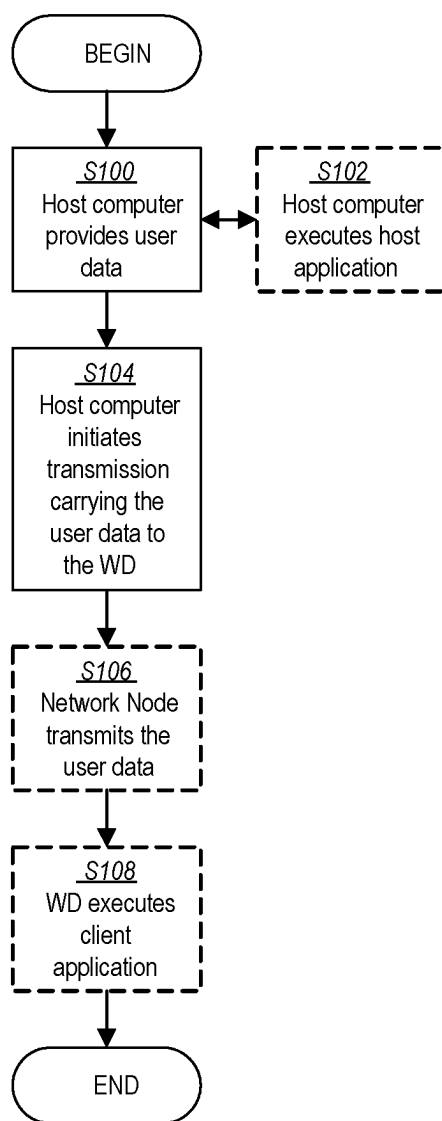 BEGIN
S100
Host computer
provides user
data
S102
Host computer
executes host
application
S104
Host computer
initiates
transmission
carrying the
user data to
the WD
S106
Network Node
transmits the
user data
S108
WD executes
client
application
END